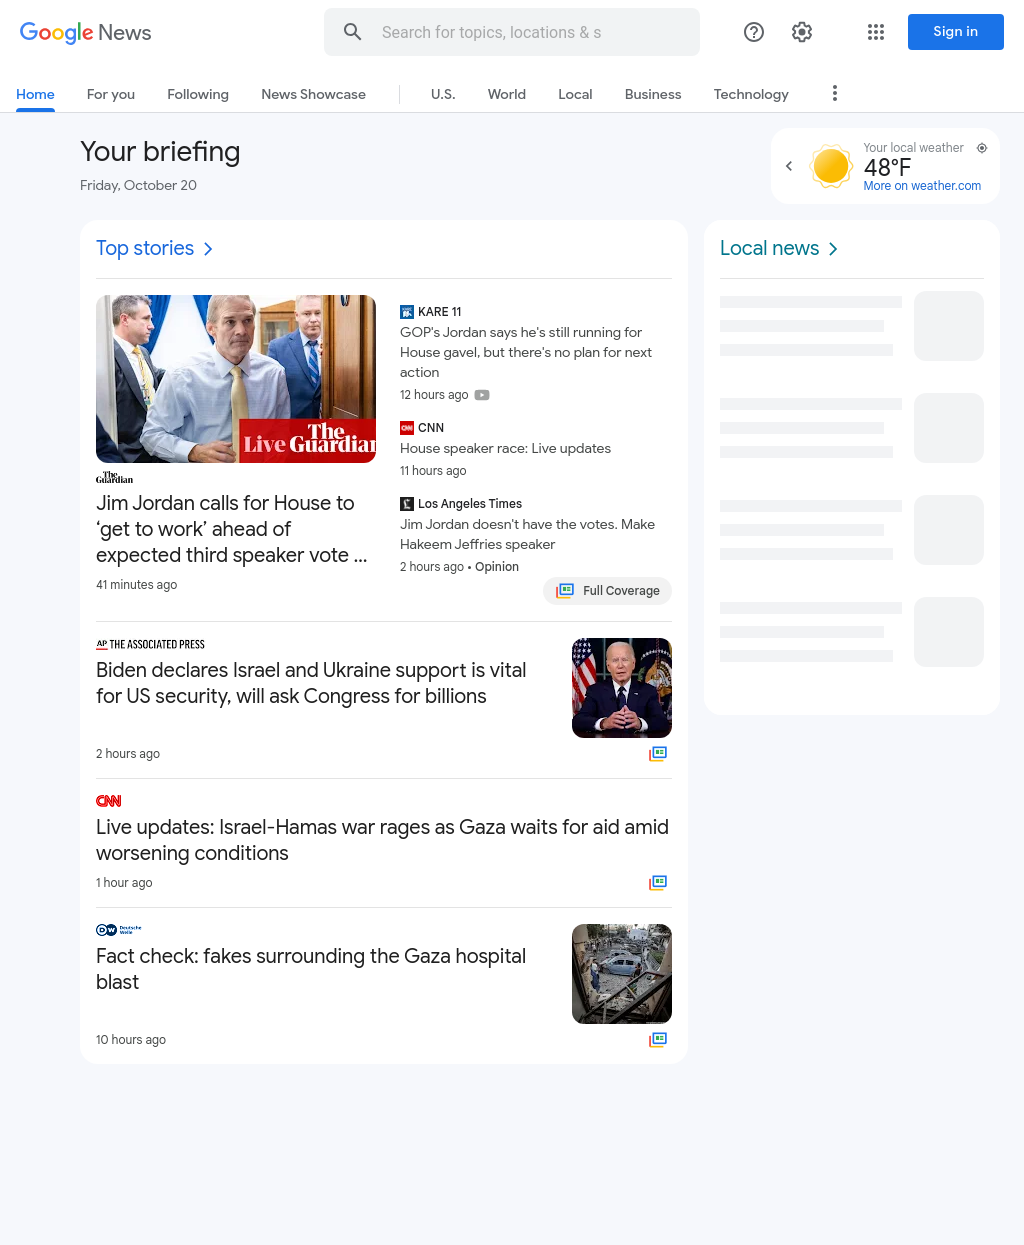 Google News
Search for topics, locations & s
Sign in
Home
For you
Following
News Showcase
U.S.
World
Local
Business
Technology
Your briefing
Friday, October 20
Your local weather
48°F
More on weather.com
Top stories
Live The Guardian
The Guardian
Jim Jordan calls for House to
‘get to work’ ahead of
expected third speaker vote ...
41 minutes ago
KARE 11
GOP's Jordan says he's still running for
House gavel, but there's no plan for next
action
12 hours ago
CNN
CNN
House speaker race: Live updates
11 hours ago
Los Angeles Times
Jim Jordan doesn't have the votes. Make
Hakeem Jeffries speaker
2 hours ago • Opinion
Full Coverage
AP THE ASSOCIATED PRESS
Biden declares Israel and Ukraine support is vital
for US security, will ask Congress for billions
2 hours ago
CNN
Live updates: Israel-Hamas war rages as Gaza waits for aid amid
worsening conditions
1 hour ago
DW Deutsche
Welle
Fact check: fakes surrounding the Gaza hospital
blast
10 hours ago
Local news